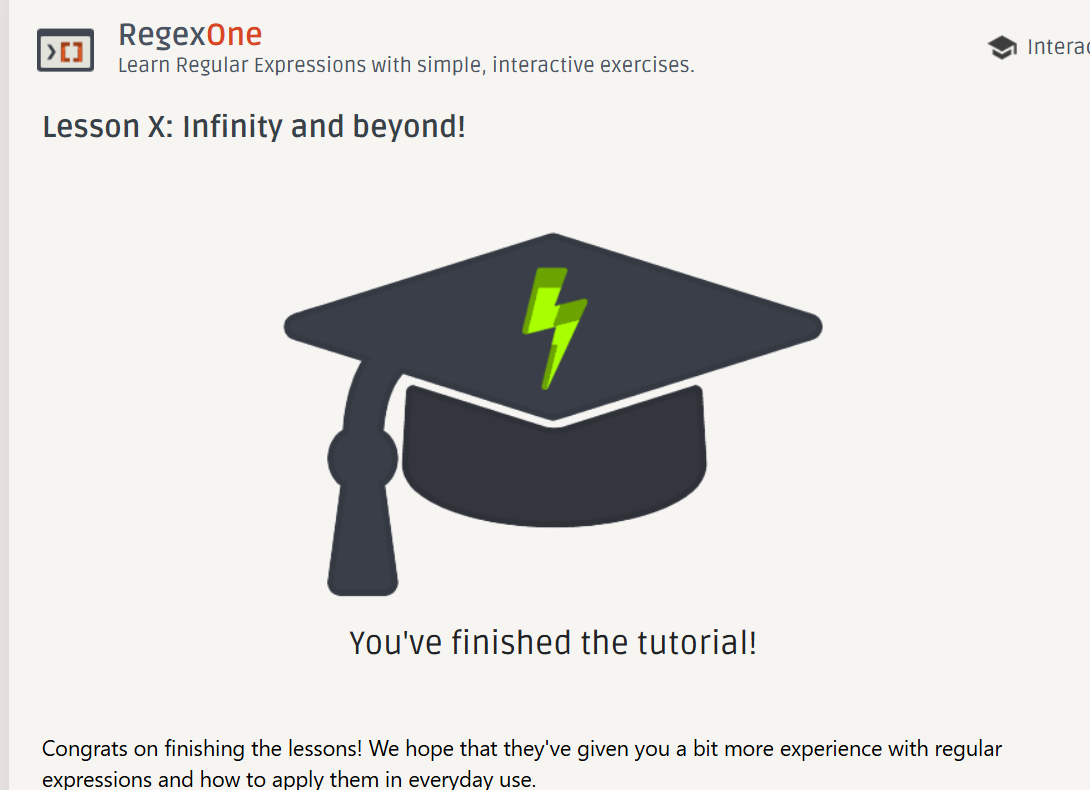 RegexOne
Learn Regular Expressions with simple, interactive exercises.
Lesson X: Infinity and beyond!
You've finished the tutorial!
Congrats on finishing the lessons! We hope that they've given you a bit more experience with regular
expressions and how to apply them in everyday use.